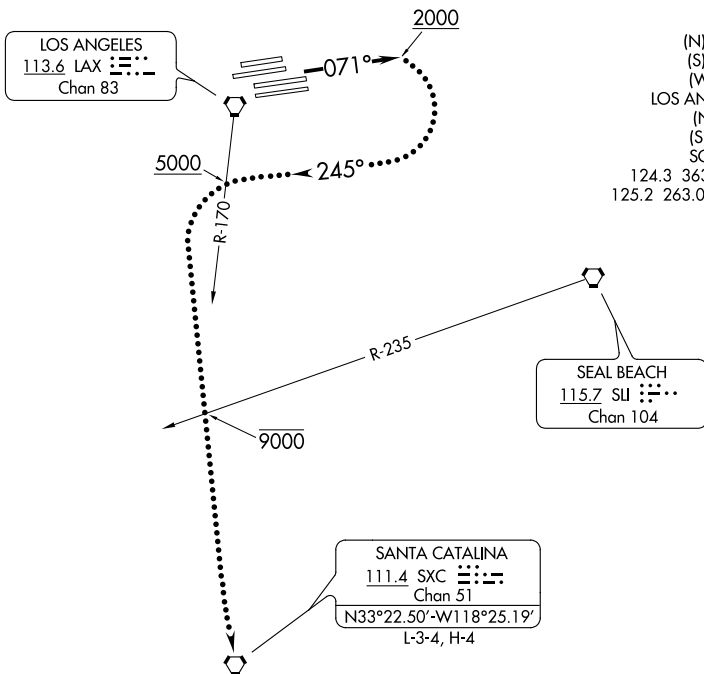 2000
LOS ANGELES
113.6 LAX
Chan 83
071°
5000
245°
R-170
(N)
(S)
(W
LOS AN
(N
(S
SO
124.3 363
125.2 263.0
R-235
SEAL BEACH
115.7 SLI
Chan 104
9000
SANTA CATALINA
111.4 SXC
Chan 51
N33°22.50'-W118°25.19'
L-3-4, H-4